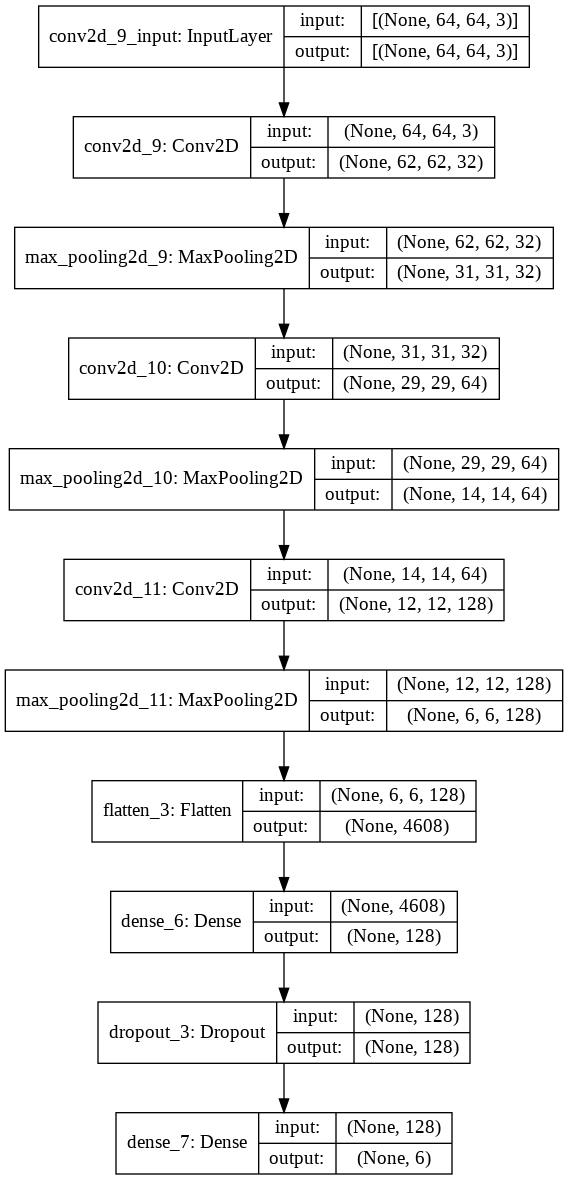 conv2d_9_input: InputLayer
input: [(None, 64, 64, 3)]
output: [(None, 64, 64, 3)]
conv2d_9: Conv2D
input: (None, 64, 64, 3)
output: (None, 62, 62, 32)
max_pooling2d_9: MaxPooling2D
input: (None, 62, 62, 32)
output: (None, 31, 31, 32)
conv2d_10: Conv2D
input: (None, 31, 31, 32)
output: (None, 29, 29, 64)
max_pooling2d_10: MaxPooling2D
input: (None, 29, 29, 64)
output: (None, 14, 14, 64)
conv2d_11: Conv2D
input: (None, 14, 14, 64)
output: (None, 12, 12, 128)
max_pooling2d_11: MaxPooling2D
input: (None, 12, 12, 128)
output: (None, 6, 6, 128)
flatten_3: Flatten
input: (None, 6, 6, 128)
output: (None, 4608)
dense_6: Dense
input: (None, 4608)
output: (None, 128)
dropout_3: Dropout
input: (None, 128)
output: (None, 128)
dense_7: Dense
input: (None, 128)
output: (None, 6)